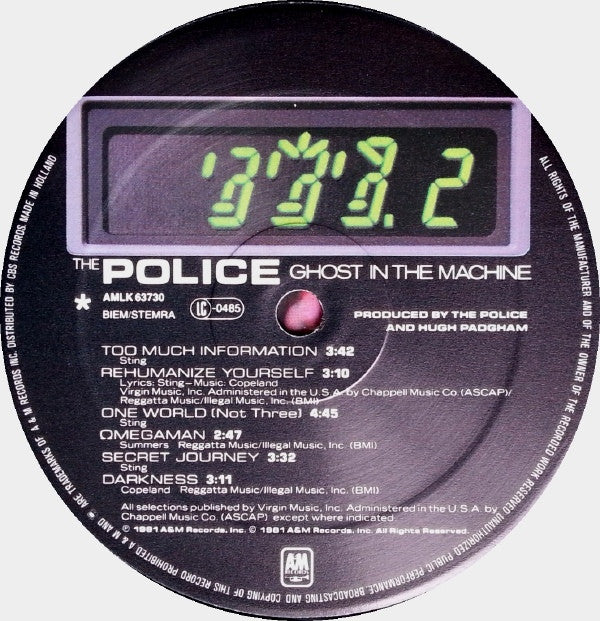 .2
THE POLICE GHOST IN THE MACHINE
* AMLK 63730
BIEM/STEMRA
LC-0485
PRODUCED BY THE POLICE
AND HUGH PADGHAM
TOO MUCH INFORMATION 3:42
Sting
REHUMANIZE YOURSELF 3:10
Lyrics: Sting–Music: Copeland
Virgin Music, Inc. Administered in the U.S.A. by Chappell Music Co. (ASCAP)/
Reggatta Music/Illegal Music, Inc. (BMI)
ONE WORLD (Not Three) 4:45
Sting
ΩMEGAMAN 2:47
Summers Reggatta Music/Illegal Music, Inc. (BMI)
SECRET JOURNEY 3:32
Sting
DARKNESS 3:11
Copeland Reggatta Music/Illegal Music, Inc. (BMI)
All selections published by Virgin Music, Inc. Administered in the U.S.A. by
Chappell Music Co. (ASCAP) except where indicated
℗ 1981 A&M Records, Inc. © 1981 A&M Records, Inc. All Rights Reserved.
A&M
RECORDS
ALL RIGHTS OF THE MANUFACTURER AND OF THE OWNER OF THE RECORDED WORK RESERVED UNAUTHORIZED PUBLIC PERFORMANCE, BROADCASTING AND COPYING OF THIS RECORD PROHIBITED A & M AND ARE TRADEMARKS OF A & M RECORDS INC. DISTRIBUTED BY CBS RECORDS. MADE IN HOLLAND